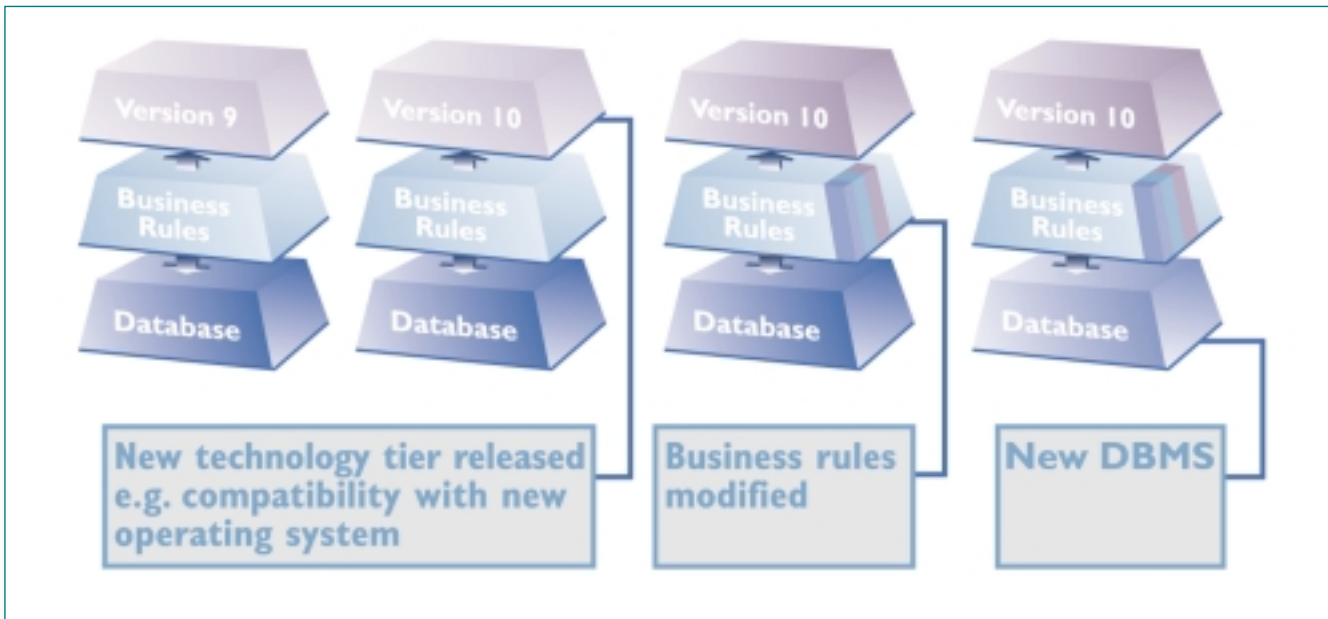 Version 9
Business
Rules
Database
Version 10
Business
Rules
Database
Version 10
Business
Rules
Database
Version 10
Business
Rules
Database
New technology tier released
e.g. compatibility with new
operating system
Business rules
modified
New DBMS